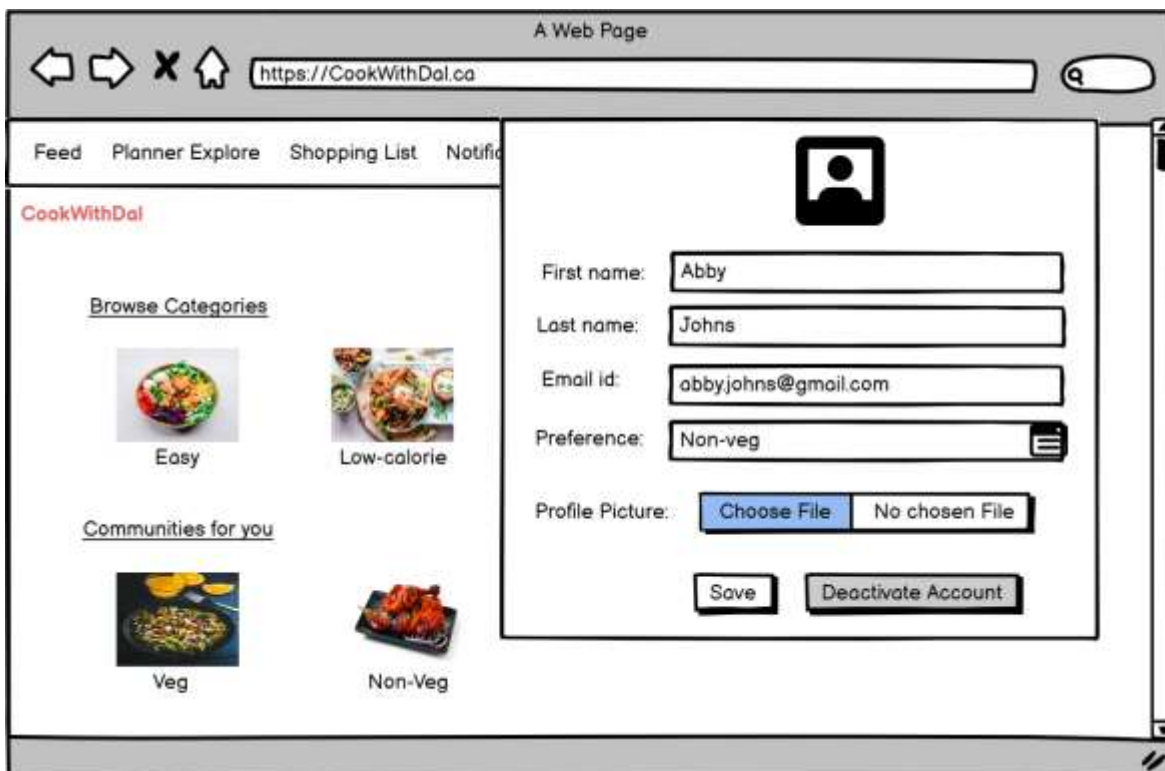 A Web Page
https://CookWithDal.ca
Feed Planner Explore Shopping List Notific
CookWithDal
Browse Categories
Easy Low-calorie
Communities for you
Veg Non-Veg
First name: Abby
Last name: Johns
Email id: abbyjohns@gmail.com
Preference: Non-veg
Profile Picture: Choose File No chosen File
Save Deactivate Account